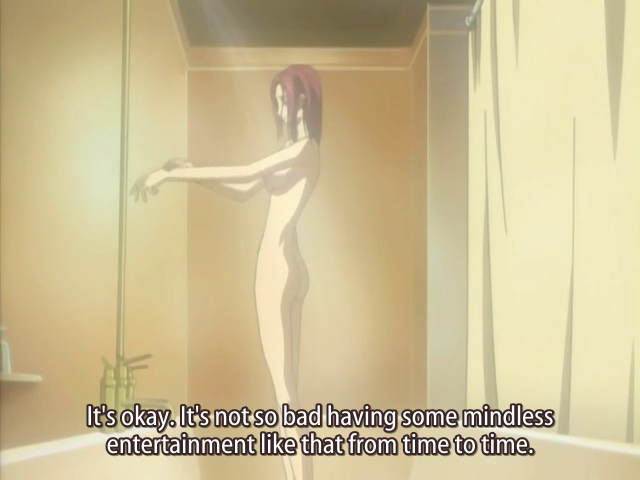 It's okay. It's not so bad having some mindless
entertainment like that from time to time.